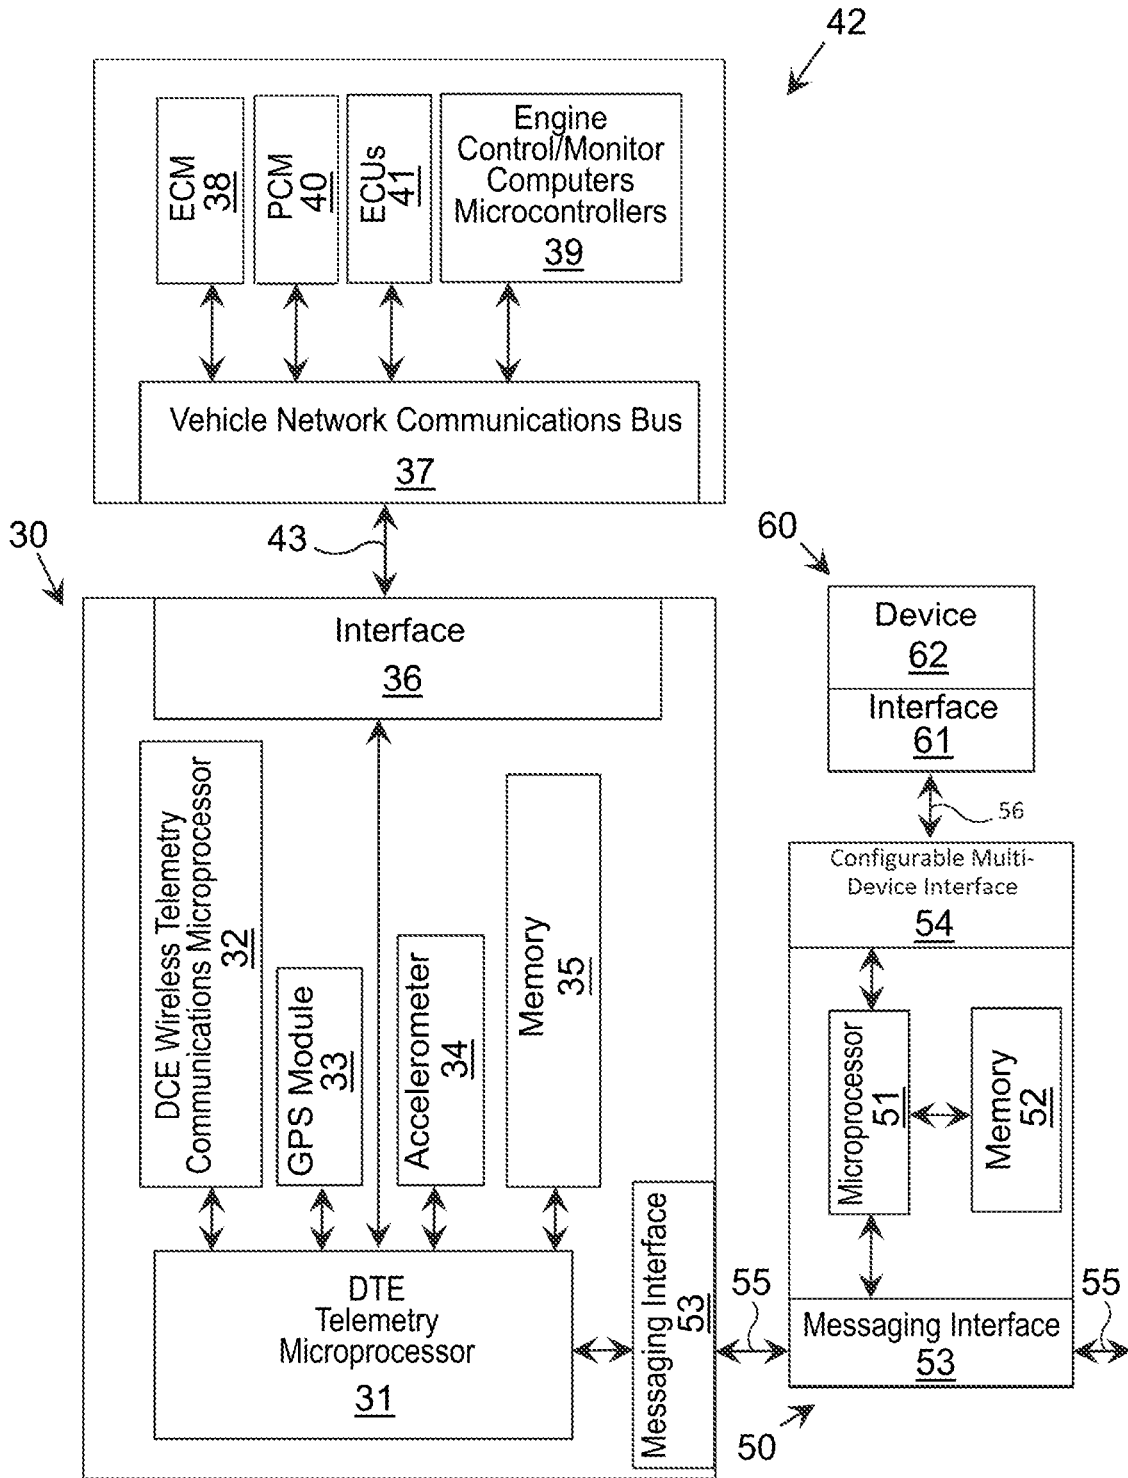 42
ECM
38
PCM
40
ECUs
41
Engine
Control/Monitor
Computers
Microcontrollers
39
Vehicle Network Communications Bus
37
43
30
60
Interface
36
Device
62
Interface
61
56
DCE Wireless Telemetry
Communications Microprocessor
32
GPS Module
33
Accelerometer
34
Memory
35
Configurable Multi-
Device Interface
54
Microprocessor
51
Memory
52
DTE
Telemetry
Microprocessor
31
Messaging Interface
53
55
Messaging Interface
53
55
50